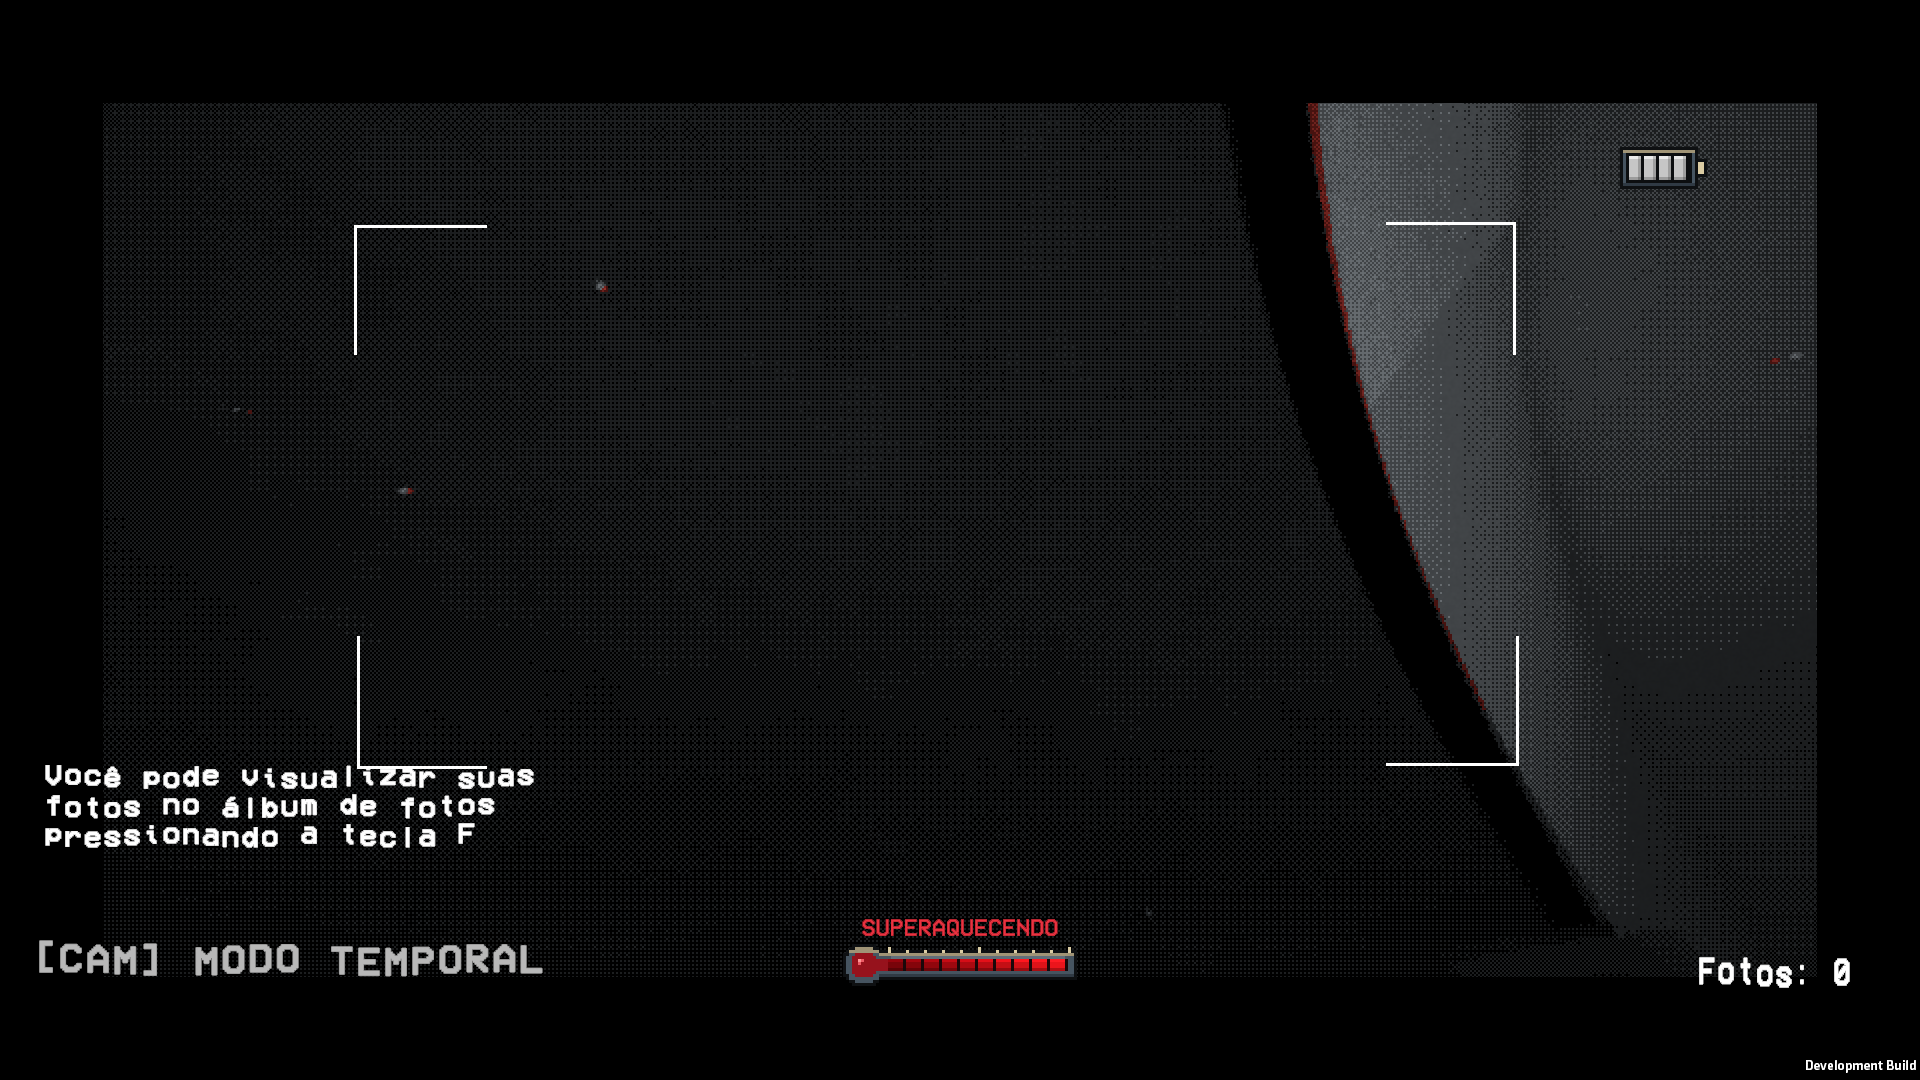 Você pode visualizar suas
fotos no álbum de fotos
pressionando a tecla F
SUPERAQUECENDO
[CAM] MODO TEMPORAL
Fotos: 0
Development Build